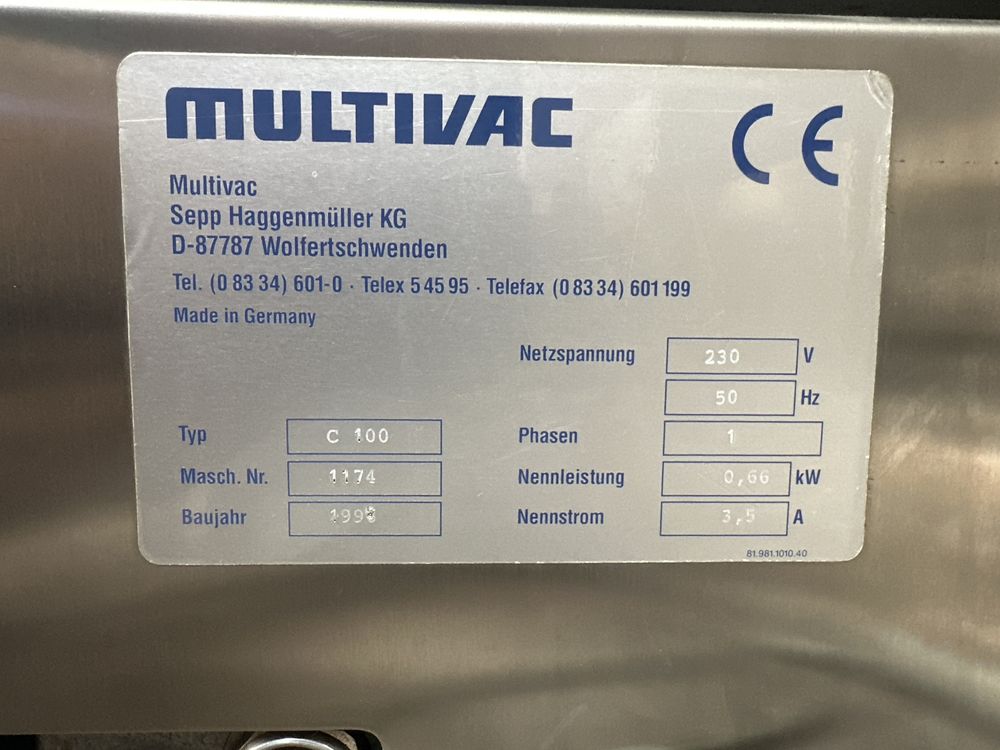 MULTIVAC
CE
Multivac
Sepp Haggenmüller KG
D-87787 Wolfertschwenden
Tel. (0 83 34) 601-0 · Telex 5 45 95 · Telefax (0 83 34) 601 199
Made in Germany
Netzspannung 230 V
50 Hz
Typ C 100 Phasen 1
Masch. Nr. 1174 Nennleistung 0,66 kW
Baujahr Nennstrom 3,5 A
81.981.1010.40